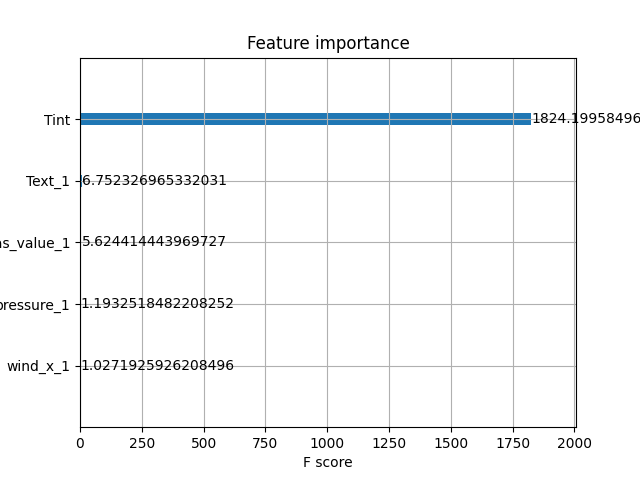 Feature importance
Tint
1824.19958496
Text_1
6.752326965332031
as_value_1
5.624414443969727
pressure_1
1.1932518482208252
wind_x_1
1.0271925926208496
0 250 500 750 1000 1250 1500 1750 2000
F score